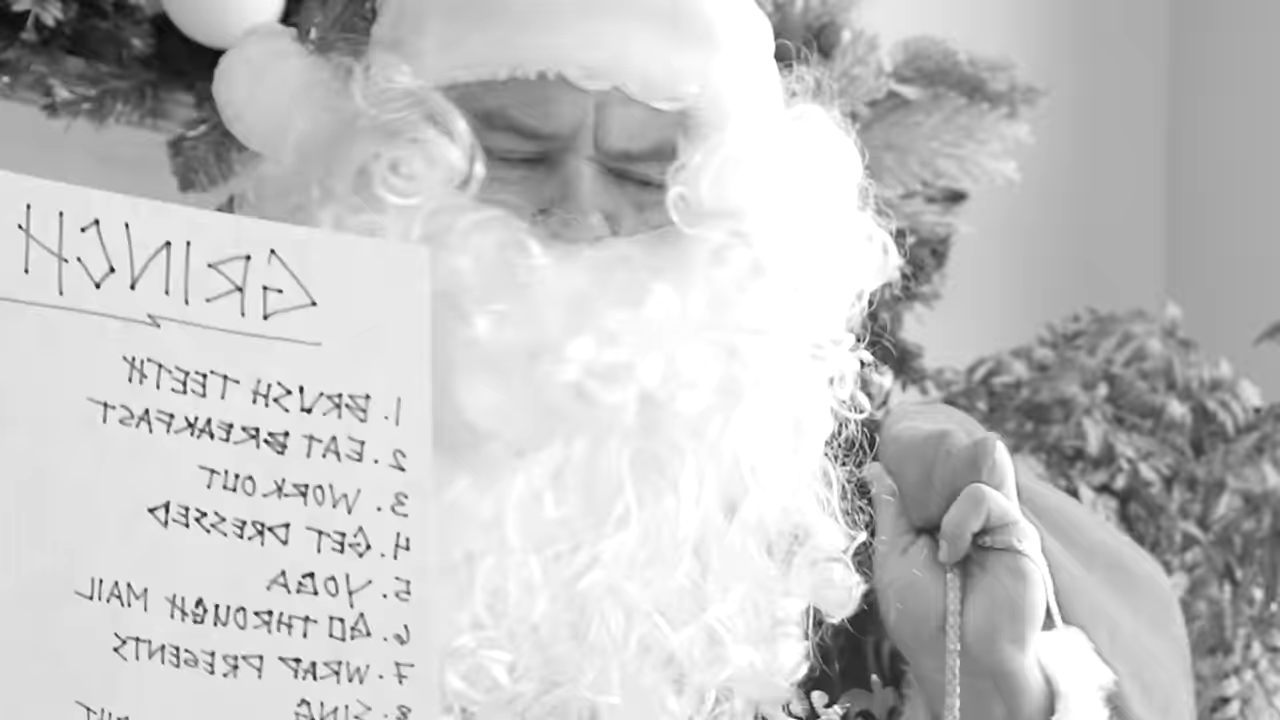 GRINCH
1. BRUSH TEETH
2. EAT BREAKFAST
3. WORK OUT
4. GET DRESSED
5. YOGA
6. GO THROUGH MAIL
7. WRAP PRESENTS
8. SING